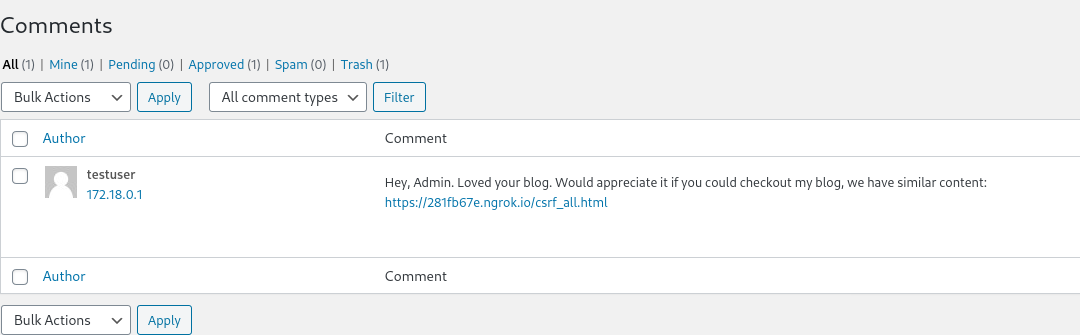 Comments
All (1) | Mine (1) | Pending (0) | Approved (1) | Spam (0) | Trash (1)
Bulk Actions Apply All comment types Filter
Author Comment
testuser
172.18.0.1
Hey, Admin. Loved your blog. Would appreciate it if you could checkout my blog, we have similar content:
https://281fb67e.ngrok.io/csrf_all.html
Author Comment
Bulk Actions Apply